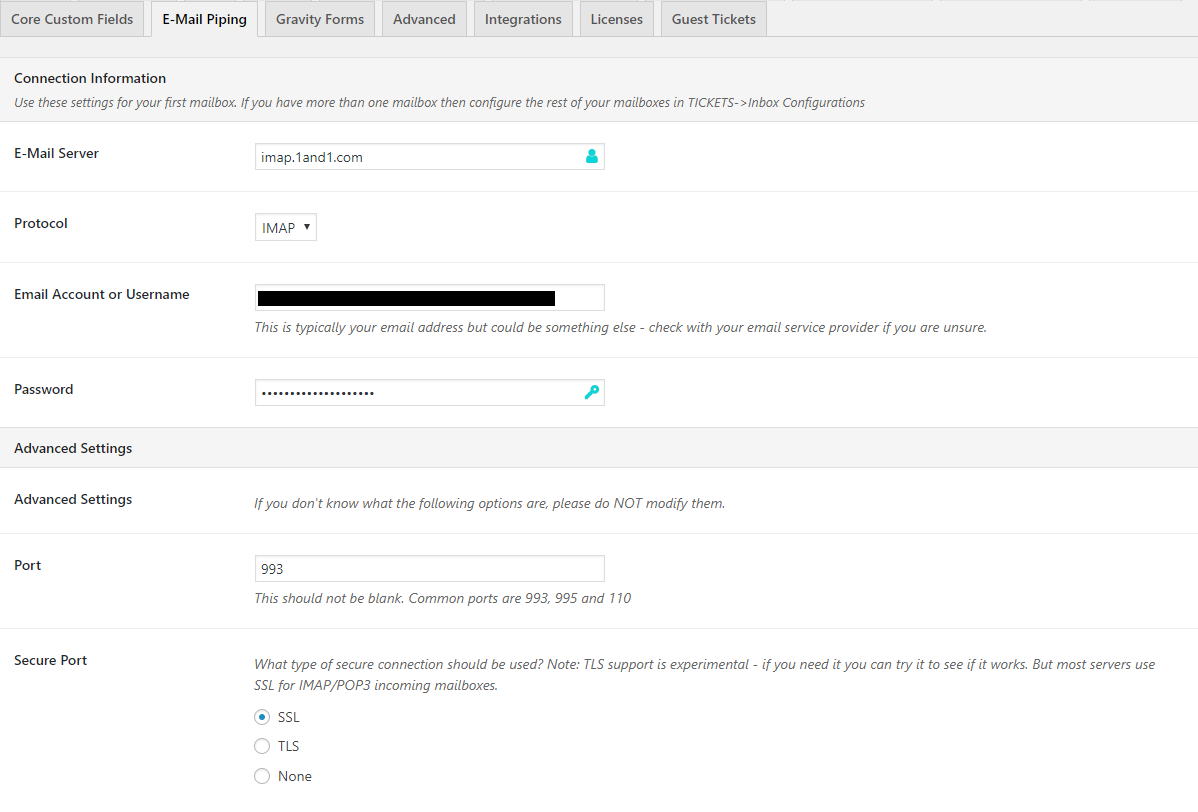 Core Custom Fields E-Mail Piping Gravity Forms Advanced Integrations Licenses Guest Tickets
Connection Information
Use these settings for your first mailbox. If you have more than one mailbox then configure the rest of your mailboxes in TICKETS->Inbox Configurations
E-Mail Server
imap.1and1.com
Protocol
IMAP
Email Account or Username
This is typically your email address but could be something else - check with your email service provider if you are unsure.
Password
••••••••••••••••••••
Advanced Settings
Advanced Settings
If you don't know what the following options are, please do NOT modify them.
Port
993
This should not be blank. Common ports are 993, 995 and 110
Secure Port
What type of secure connection should be used? Note: TLS support is experimental - if you need it you can try it to see if it works. But most servers use
SSL for IMAP/POP3 incoming mailboxes.
SSL
TLS
None